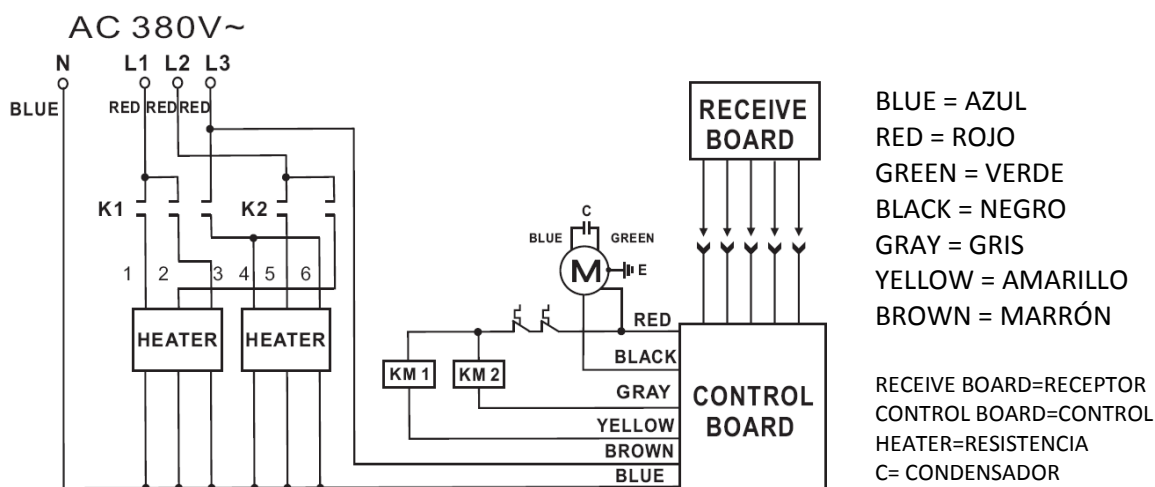 AC 380V~
N L1 L2 L3
BLUE RED RED RED
K1 K2
1 2 3 4 5 6
HEATER HEATER
C
BLUE GREEN
M E
RED
BLACK
KM 1 KM 2
GRAY
YELLOW
BROWN
BLUE
RECEIVE
BOARD
CONTROL
BOARD
BLUE = AZUL
RED = ROJO
GREEN = VERDE
BLACK = NEGRO
GRAY = GRIS
YELLOW = AMARILLO
BROWN = MARRÓN
RECEIVE BOARD=RECEPTOR
CONTROL BOARD=CONTROL
HEATER=RESISTENCIA
C= CONDENSADOR